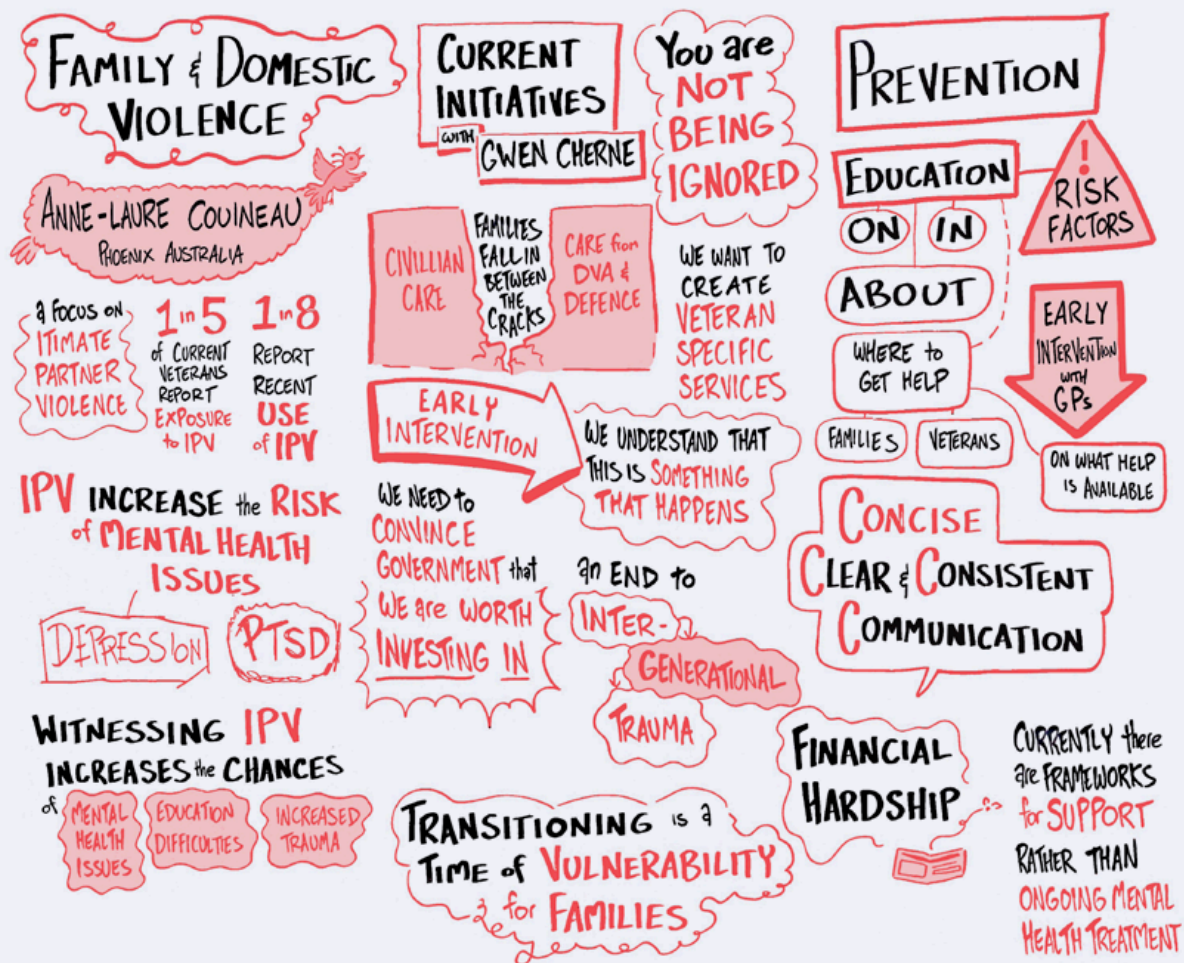 FAMILY & DOMESTIC
VIOLENCE
ANNE-LAURE COUINEAU
PHOENIX AUSTRALIA
a FOCUS ON
ITIMATE
PARTNER
VIOLENCE
1 in 5
of CURRENT
VETERANS
REPORT
EXPOSURE
to IPV
1 in 8
REPORT
RECENT
USE
of IPV
IPV INCREASE the RISK
of MENTAL HEALTH
ISSUES
DEPRESSION
PTSD
WITNESSING IPV
INCREASES the CHANCES
of
MENTAL
HEALTH
ISSUES
EDUCATION
DIFFICULTIES
INCREASED
TRAUMA
CURRENT
INITIATIVES
WITH
GWEN CHERNE
You are
NOT
BEING
IGNORED
CIVILLIAN
CARE
FAMILIES
FALL IN
BETWEEN
THE
CRACKS
CARE from
DVA &
DEFENCE
WE WANT TO
CREATE
VETERAN
SPECIFIC
SERVICES
EARLY
INTERVENTION
WE UNDERSTAND THAT
THIS IS SOMETHING
THAT HAPPENS
WE NEED to
CONVINCE
GOVERNMENT that
WE are WORTH
INVESTING IN
an END to
INTER-
GENERATIONAL
TRAUMA
TRANSITIONING is a
TIME of VULNERABILITY
for FAMILIES
PREVENTION
EDUCATION
ON
IN
ABOUT
!
RISK
FACTORS
WHERE to
GET HELP
FAMILIES
VETERANS
EARLY
INTERVENTION
WITH
GPs
ON WHAT HELP
IS AVAILABLE
CONCISE
CLEAR & CONSISTENT
COMMUNICATION
FINANCIAL
HARDSHIP
CURRENTLY there
are FRAMEWORKS
for SUPPORT
RATHER THAN
ONGOING MENTAL
HEALTH TREATMENT